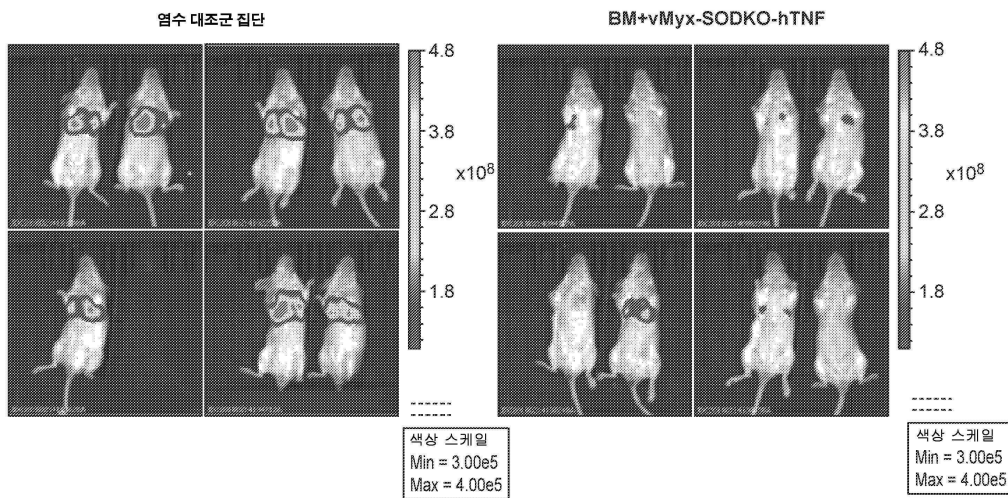 염수 대조군 집단
BM+vMyx-SODKO-hTNF
4.8
3.8
x10⁸
2.8
1.8
4.8
3.8
x10⁸
2.8
1.8
색상 스케일
Min = 3.00e5
Max = 4.00e5
색상 스케일
Min = 3.00e5
Max = 4.00e5